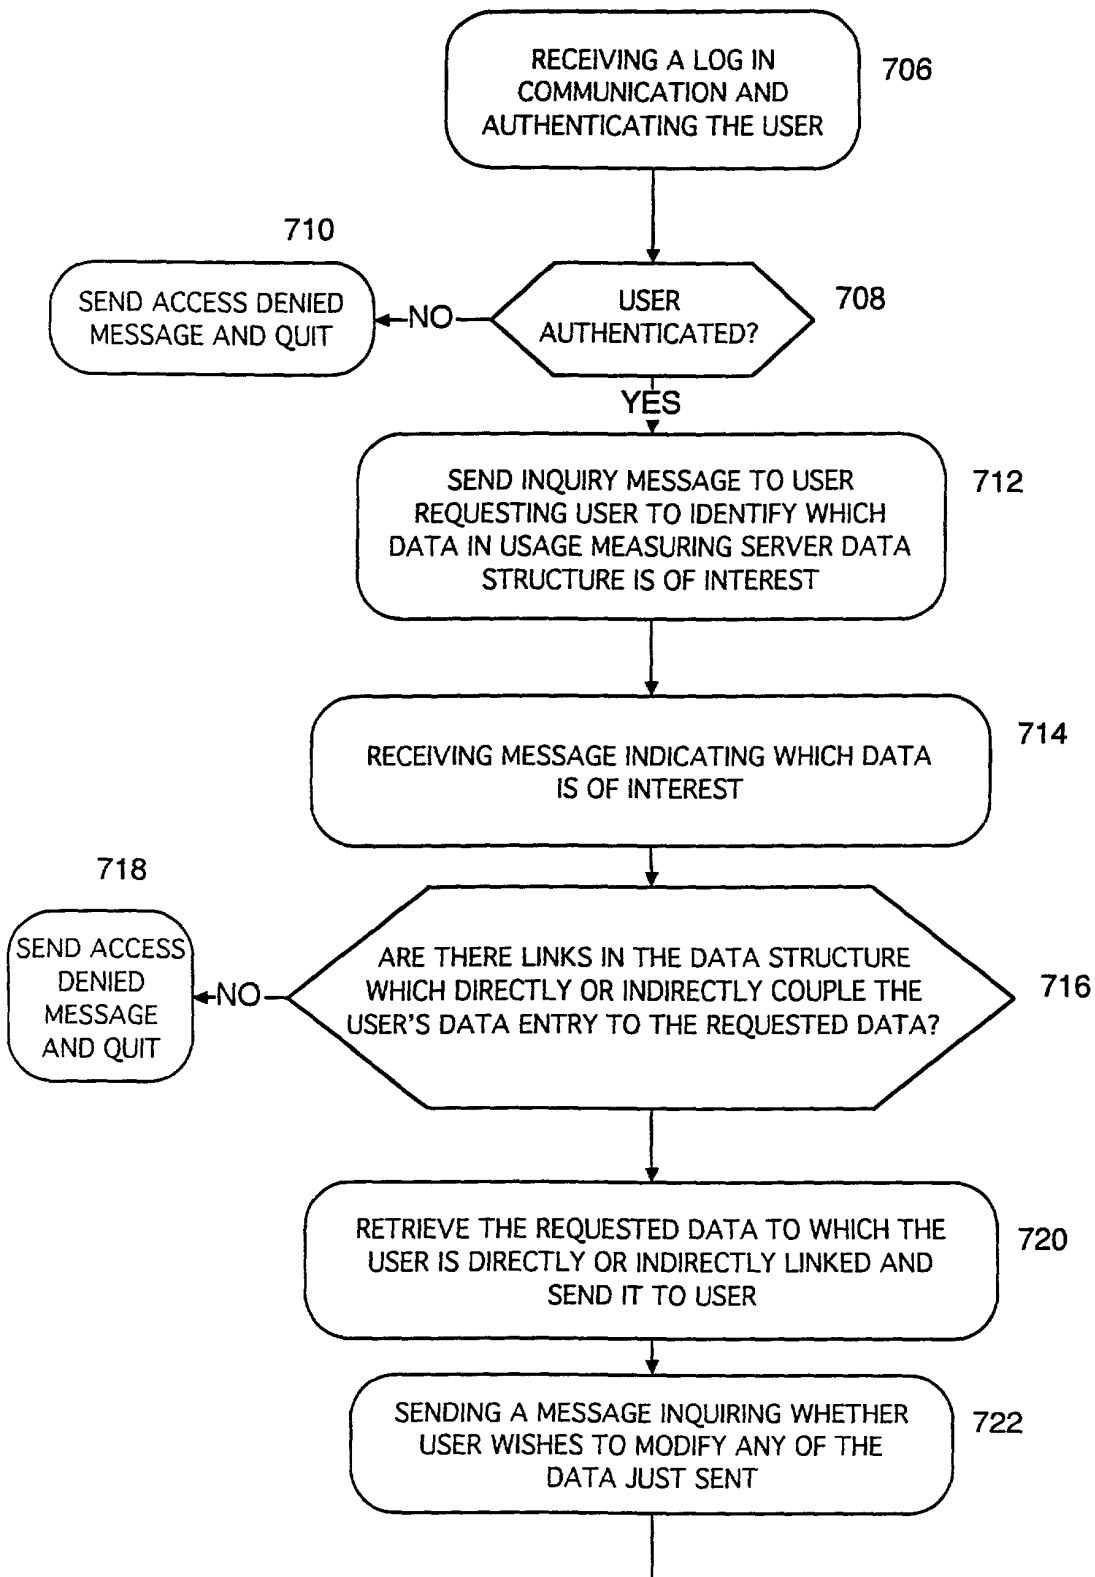 RECEIVING A LOG IN
COMMUNICATION AND
AUTHENTICATING THE USER
706
710
SEND ACCESS DENIED
MESSAGE AND QUIT
NO
USER
AUTHENTICATED?
708
YES
SEND INQUIRY MESSAGE TO USER
REQUESTING USER TO IDENTIFY WHICH
DATA IN USAGE MEASURING SERVER DATA
STRUCTURE IS OF INTEREST
712
RECEIVING MESSAGE INDICATING WHICH DATA
IS OF INTEREST
714
718
SEND ACCESS
DENIED
MESSAGE
AND QUIT
NO
ARE THERE LINKS IN THE DATA STRUCTURE
WHICH DIRECTLY OR INDIRECTLY COUPLE THE
USER'S DATA ENTRY TO THE REQUESTED DATA?
716
RETRIEVE THE REQUESTED DATA TO WHICH THE
USER IS DIRECTLY OR INDIRECTLY LINKED AND
SEND IT TO USER
720
SENDING A MESSAGE INQUIRING WHETHER
USER WISHES TO MODIFY ANY OF THE
DATA JUST SENT
722